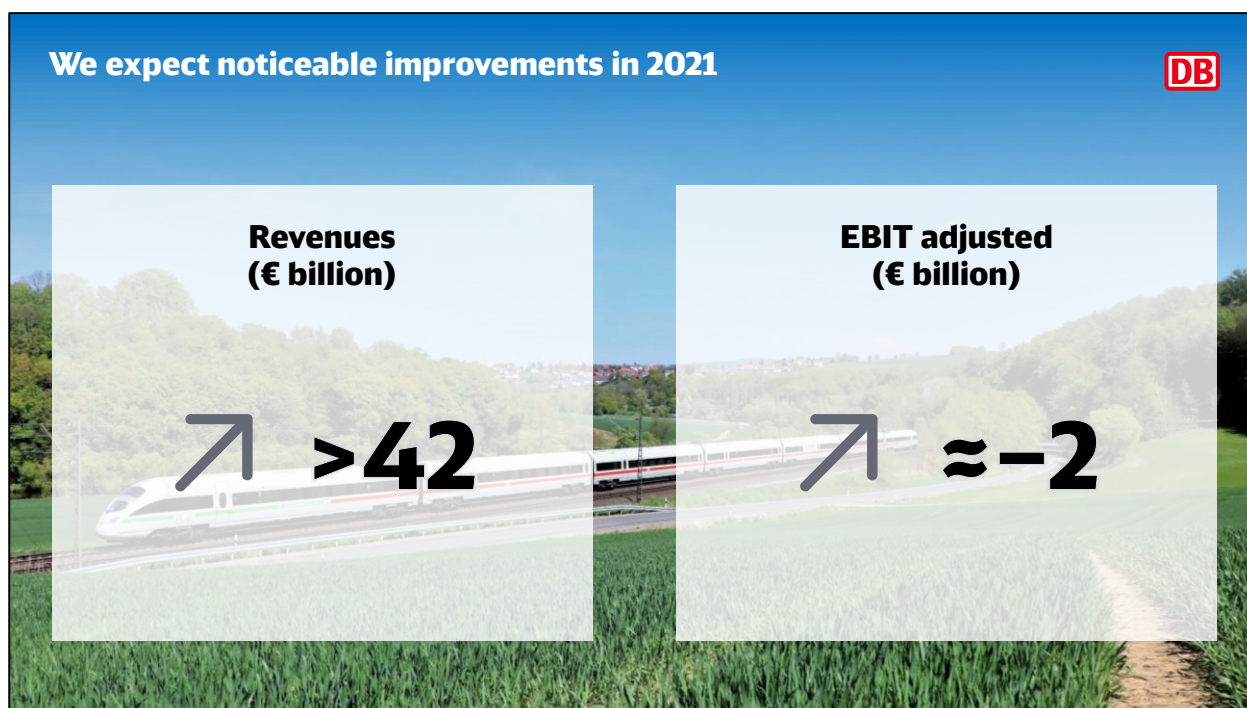 We expect noticeable improvements in 2021
DB
Revenues
(€ billion)
>42
EBIT adjusted
(€ billion)
≈–2